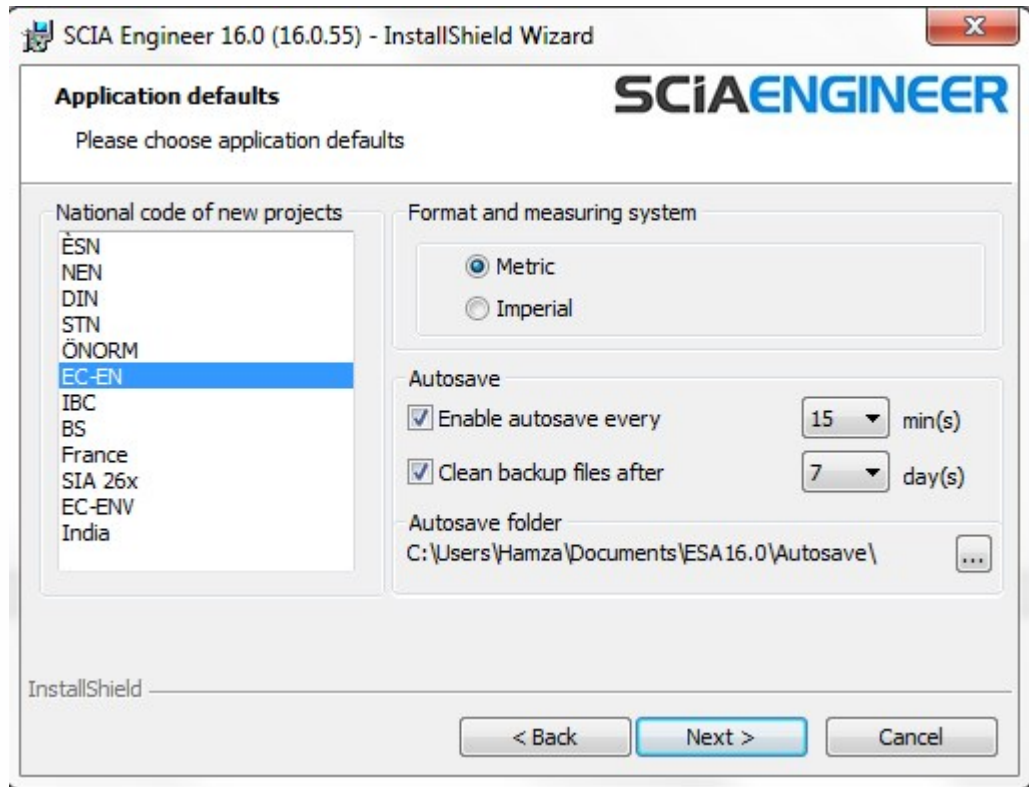 SCIA Engineer 16.0 (16.0.55) - InstallShield Wizard
SCiAENGINEER
Application defaults
Please choose application defaults
National code of new projects
ÈSN
NEN
DIN
STN
ÖNORM
EC-EN
IBC
BS
France
SIA 26x
EC-ENV
India
Format and measuring system
Metric
Imperial
Autosave
Enable autosave every 15 min(s)
Clean backup files after 7 day(s)
Autosave folder
C:\Users\Hamza\Documents\ESA16.0\Autosave\ ...
InstallShield
< Back Next > Cancel